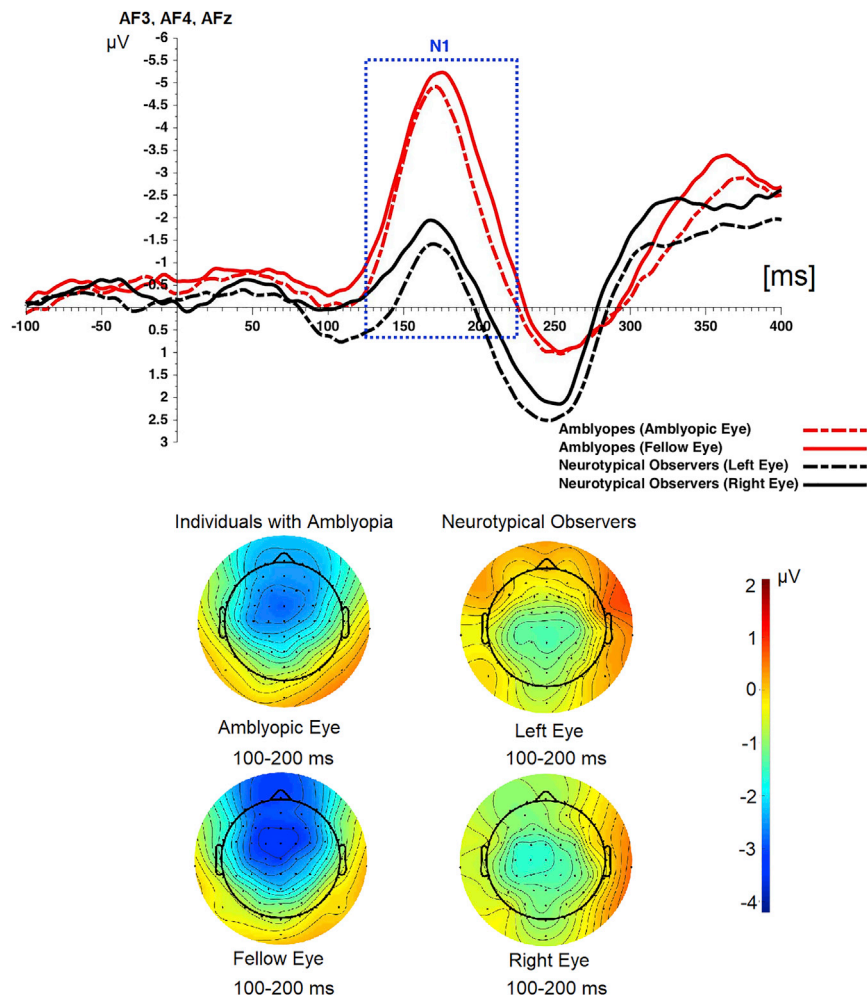 AF3, AF4, AFz
µV
N1
-6
-5.5
-5
-4.5
-4
-3.5
-3
-2.5
-2
-1.5
-1
-0.5
0.5
1
1.5
2
2.5
3
-100
-50
50
100
150
200
250
300
350
400
[ms]
Amblyopes (Amblyopic Eye)
Amblyopes (Fellow Eye)
Neurotypical Observers (Left Eye)
Neurotypical Observers (Right Eye)
Individuals with Amblyopia
Neurotypical Observers
Amblyopic Eye
100-200 ms
Left Eye
100-200 ms
Fellow Eye
100-200 ms
Right Eye
100-200 ms
µV
2
1
0
-1
-2
-3
-4